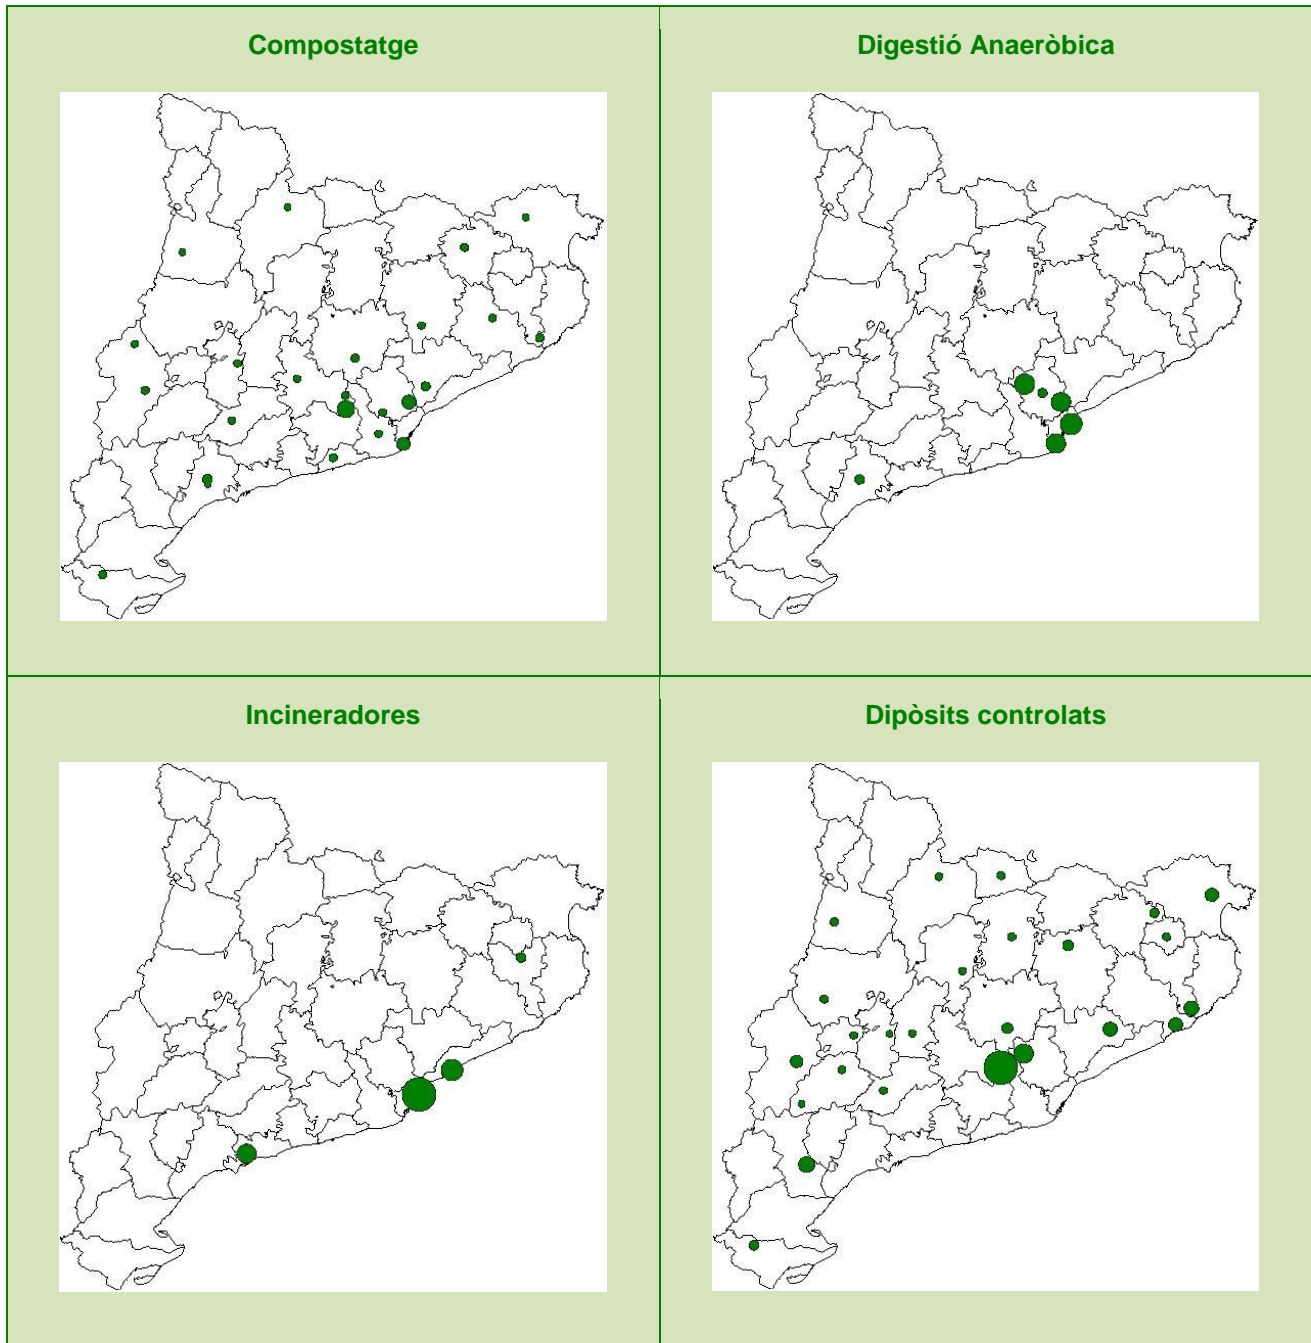 Compostatge
Digestió Anaeròbica
Incineradores
Dipòsits controlats